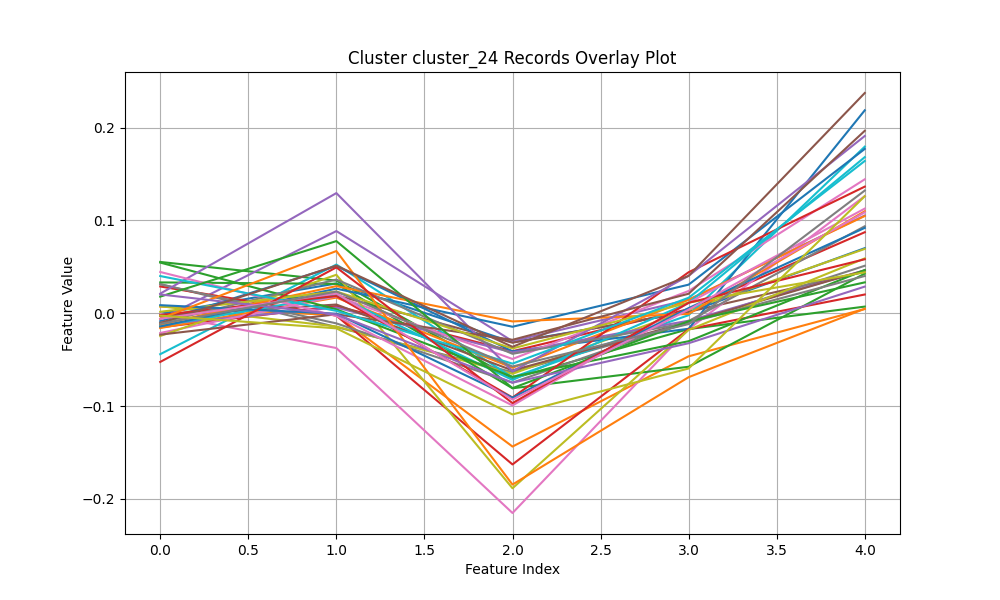 Cluster cluster_24 Records Overlay Plot
Feature Value
0.2
0.1
0.0
−0.1
−0.2
0.0 0.5 1.0 1.5 2.0 2.5 3.0 3.5 4.0
Feature Index